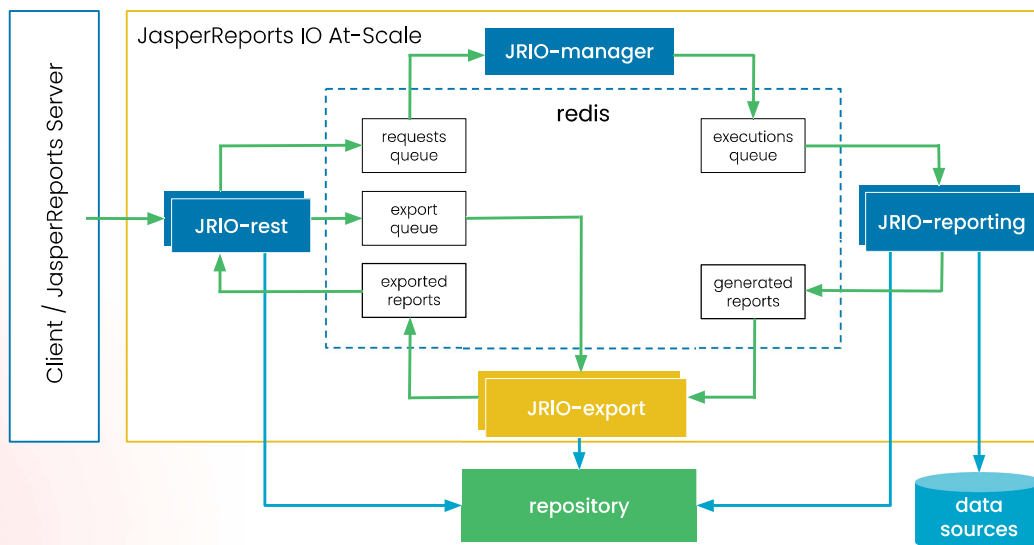 Client / JasperReports Server
JasperReports IO At-Scale
JRIO-manager
redis
requests
queue
executions
queue
JRIO-rest
export
queue
JRIO-reporting
exported
reports
generated
reports
JRIO-export
repository
data
sources